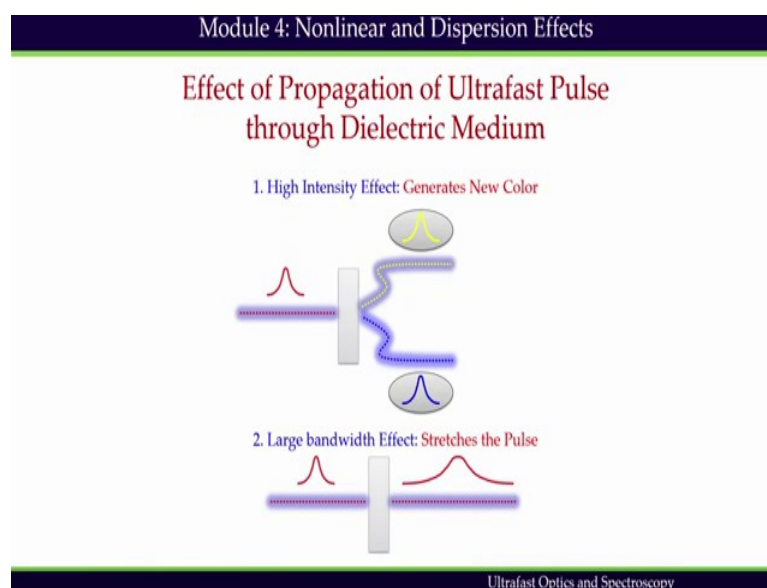 Module 4: Nonlinear and Dispersion Effects
Effect of Propagation of Ultrafast Pulse
through Dielectric Medium
1. High Intensity Effect: Generates New Color
2. Large bandwidth Effect: Stretches the Pulse
Ultrafast Optics and Spectroscopy